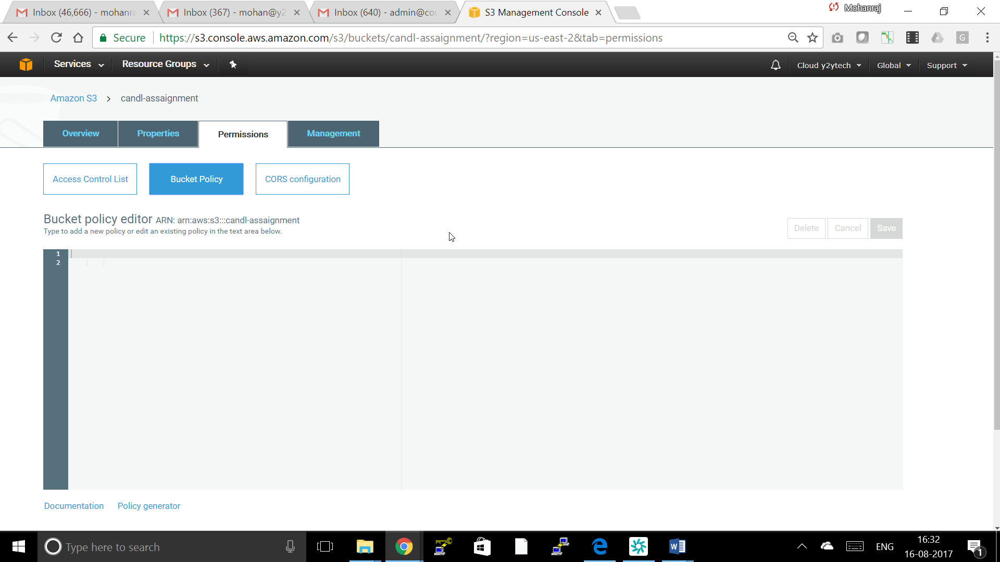 Inbox (46,666) - mohanra
Inbox (367) - mohan@y2
Inbox (640) - admin@cou
S3 Management Console
Mohanraj
Secure
https://s3.console.aws.amazon.com/s3/buckets/candl-assaignment/?region=us-east-2&tab=permissions
G
Services
Resource Groups
Cloud y2ytech
Global
Support
Amazon S3 > candl-assaignment
Overview
Properties
Permissions
Management
Access Control List
Bucket Policy
CORS configuration
Bucket policy editor ARN: arn:aws:s3:::candl-assaignment
Type to add a new policy or edit an existing policy in the text area below.
Delete
Cancel
Save
1
2
Documentation
Policy generator
Type here to search
ENG
16:32
16-08-2017
1